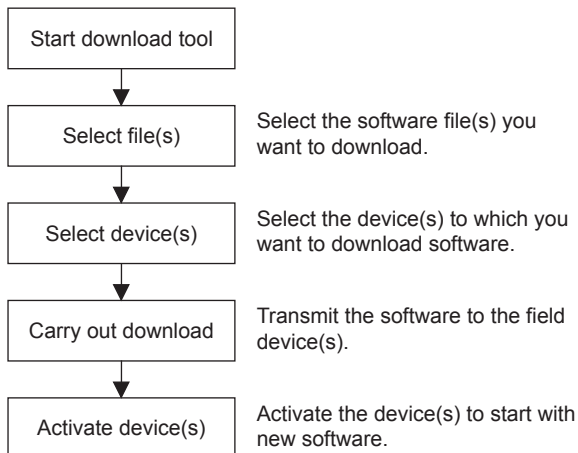 Start download tool
Select file(s)
Select the software file(s) you
want to download.
Select device(s)
Select the device(s) to which you
want to download software.
Carry out download
Transmit the software to the field
device(s).
Activate device(s)
Activate the device(s) to start with
new software.